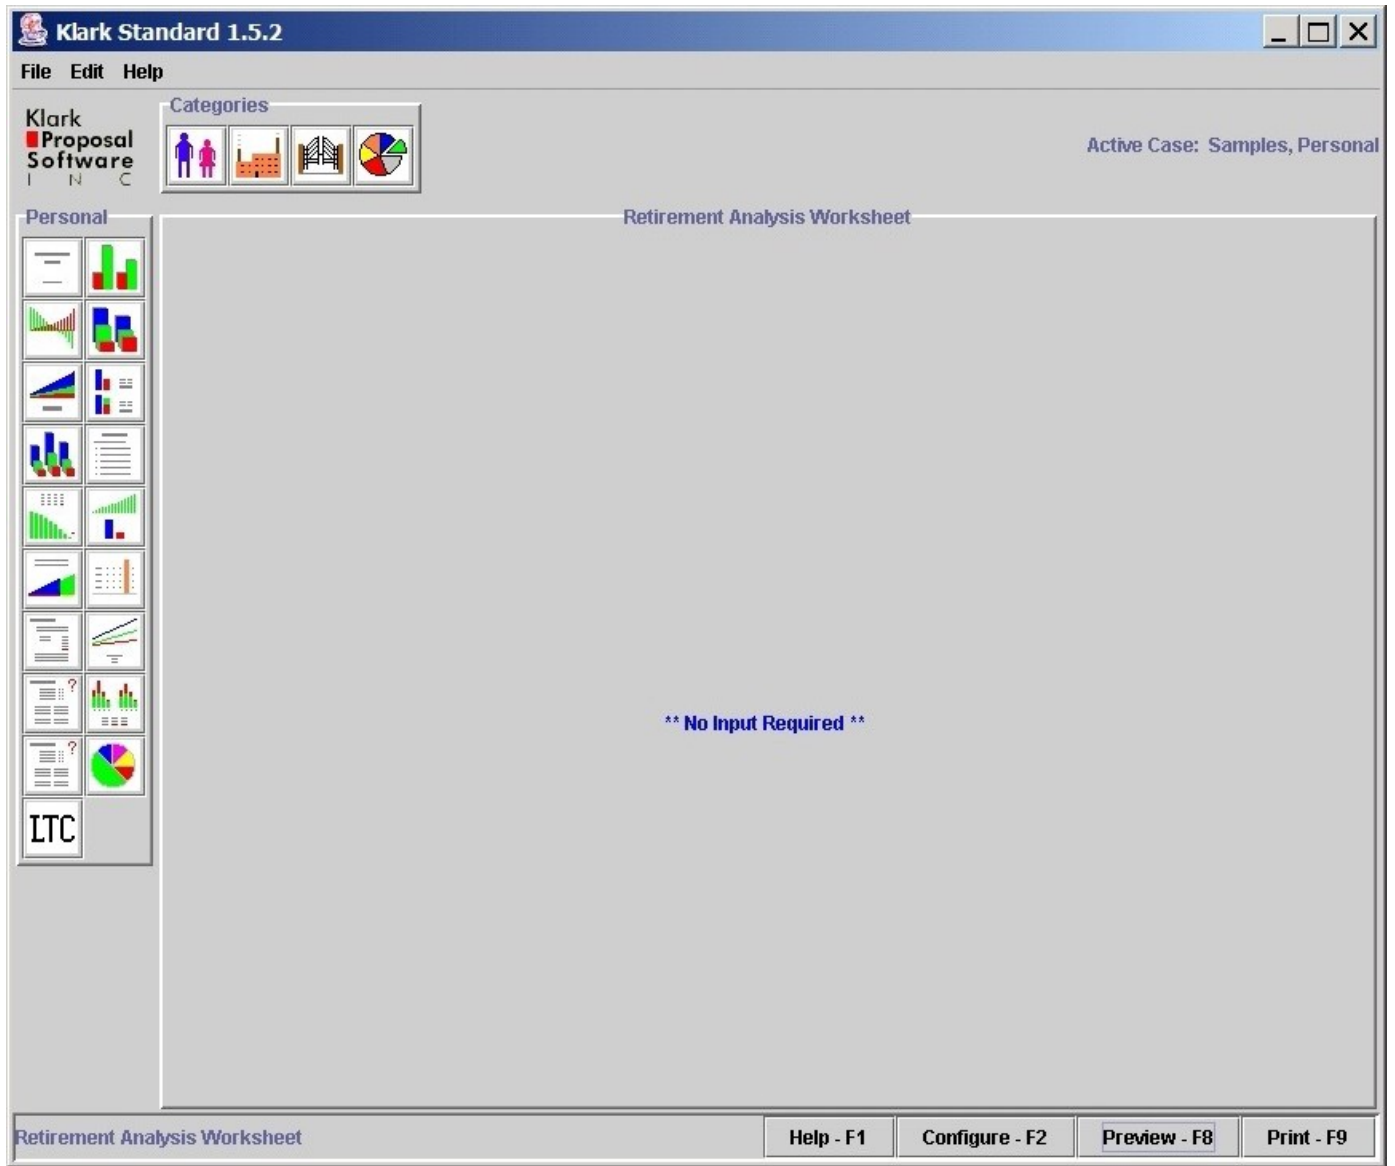 Klark Standard 1.5.2
File Edit Help
Klark
Proposal
Software
I N C
Categories
Active Case: Samples, Personal
Personal
Retirement Analysis Worksheet
?
?
LTC
** No Input Required **
Retirement Analysis Worksheet
Help - F1
Configure - F2
Preview - F8
Print - F9